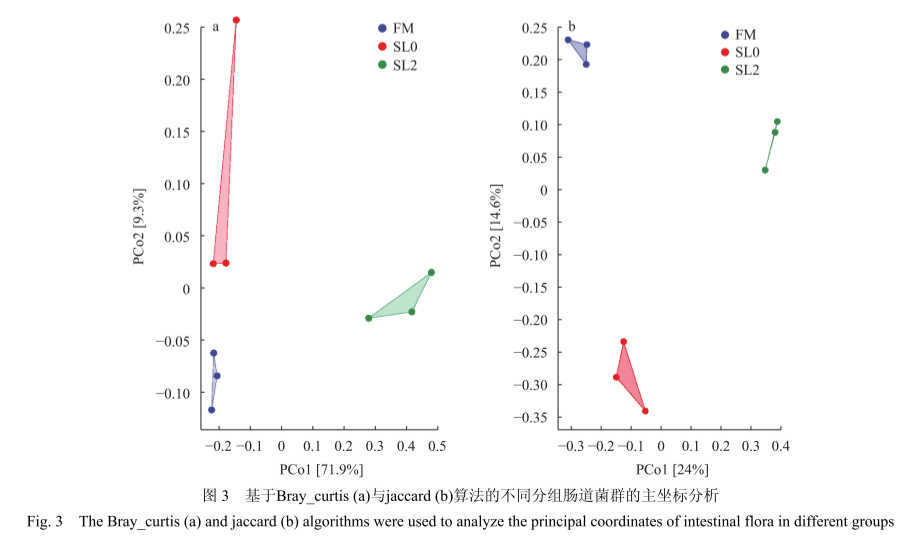 a
FM
SL0
SL2
0.25
0.20
0.15
0.10
0.05
0
−0.05
−0.10
PCo2 [9.3%]
−0.2 −0.1 0 0.1 0.2 0.3 0.4 0.5
PCo1 [71.9%]
b
FM
SL0
SL2
0.25
0.20
0.15
0.10
0.05
0
−0.05
−0.10
−0.15
−0.20
−0.25
−0.30
−0.35
PCo2 [14.6%]
−0.3 −0.2 −0.1 0 0.1 0.2 0.3 0.4
PCo1 [24%]
图 3 基于Bray_curtis (a)与jaccard (b)算法的不同分组肠道菌群的主坐标分析
Fig. 3 The Bray_curtis (a) and jaccard (b) algorithms were used to analyze the principal coordinates of intestinal flora in different groups